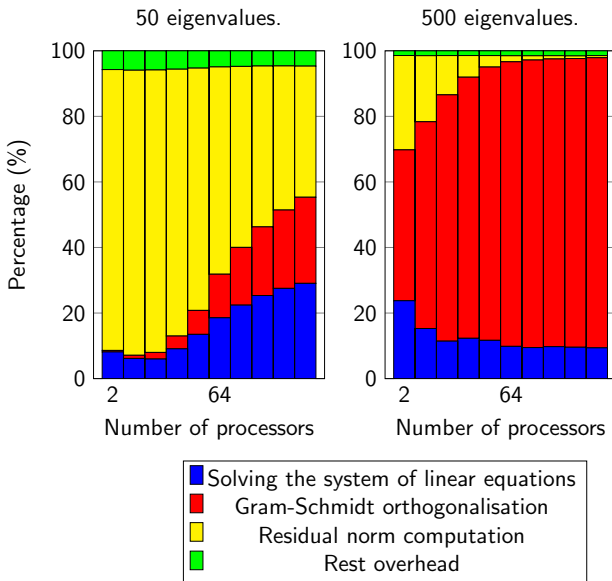 50 eigenvalues.
500 eigenvalues.
Percentage (%)
100
80
60
40
20
0
2
64
Number of processors
100
80
60
40
20
0
2
64
Number of processors
Solving the system of linear equations
Gram-Schmidt orthogonalisation
Residual norm computation
Rest overhead